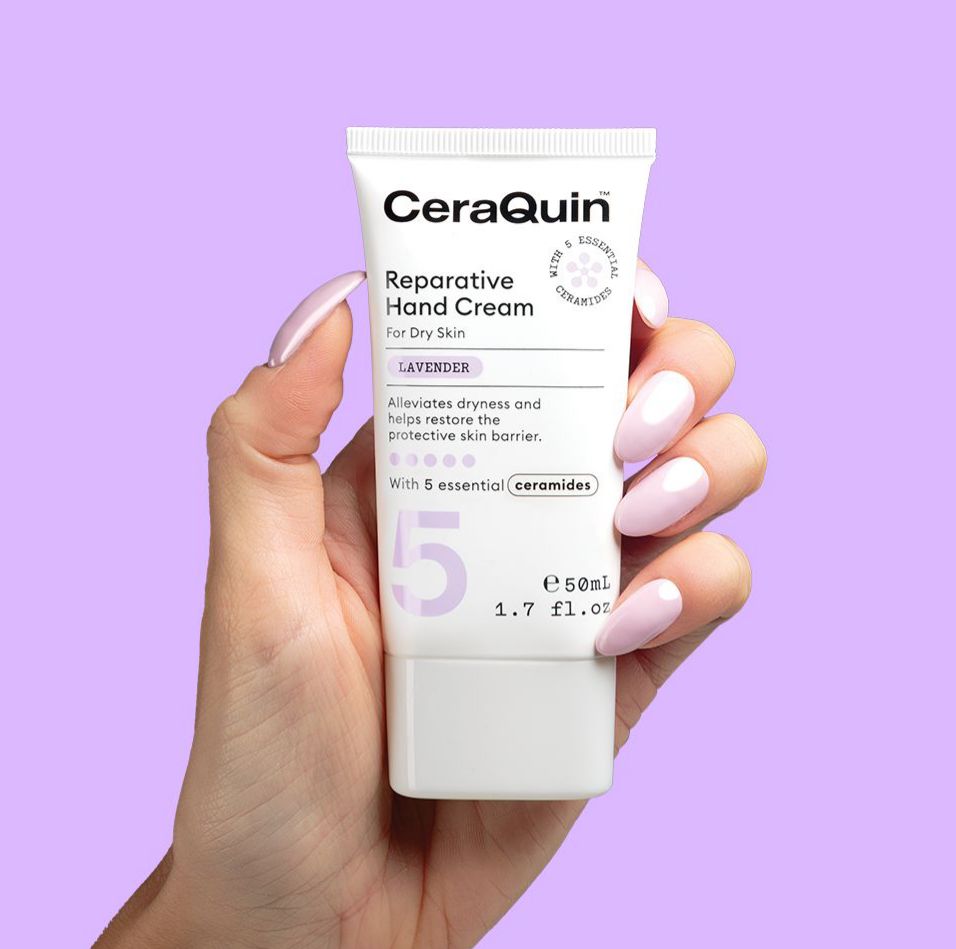 CeraQuin™
WITH 5 ESSENTIAL
CERAMIDES
Reparative
Hand Cream
For Dry Skin
LAVENDER
Alleviates dryness and
helps restore the
protective skin barrier.
With 5 essential ceramides
5
℮50mL
1.7 fl.oz